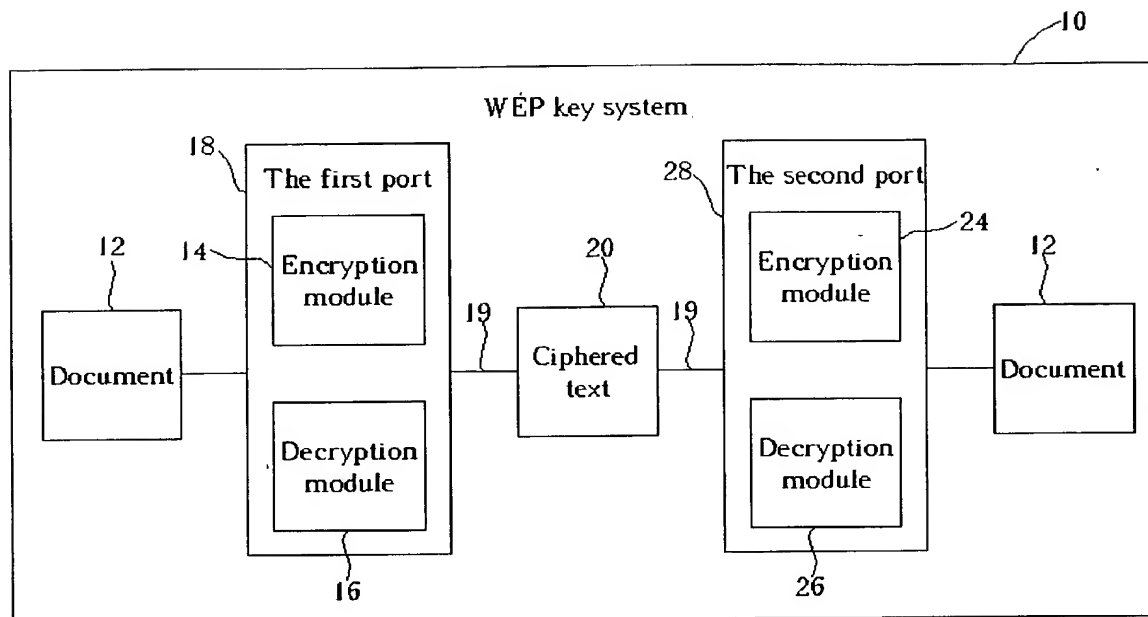 10
WEP key system
18
The first port
28
The second port
12
14
Encryption
module
20
24
Encryption
module
12
19
19
Document
Ciphered
text
Document
Decryption
module
Decryption
module
16
26